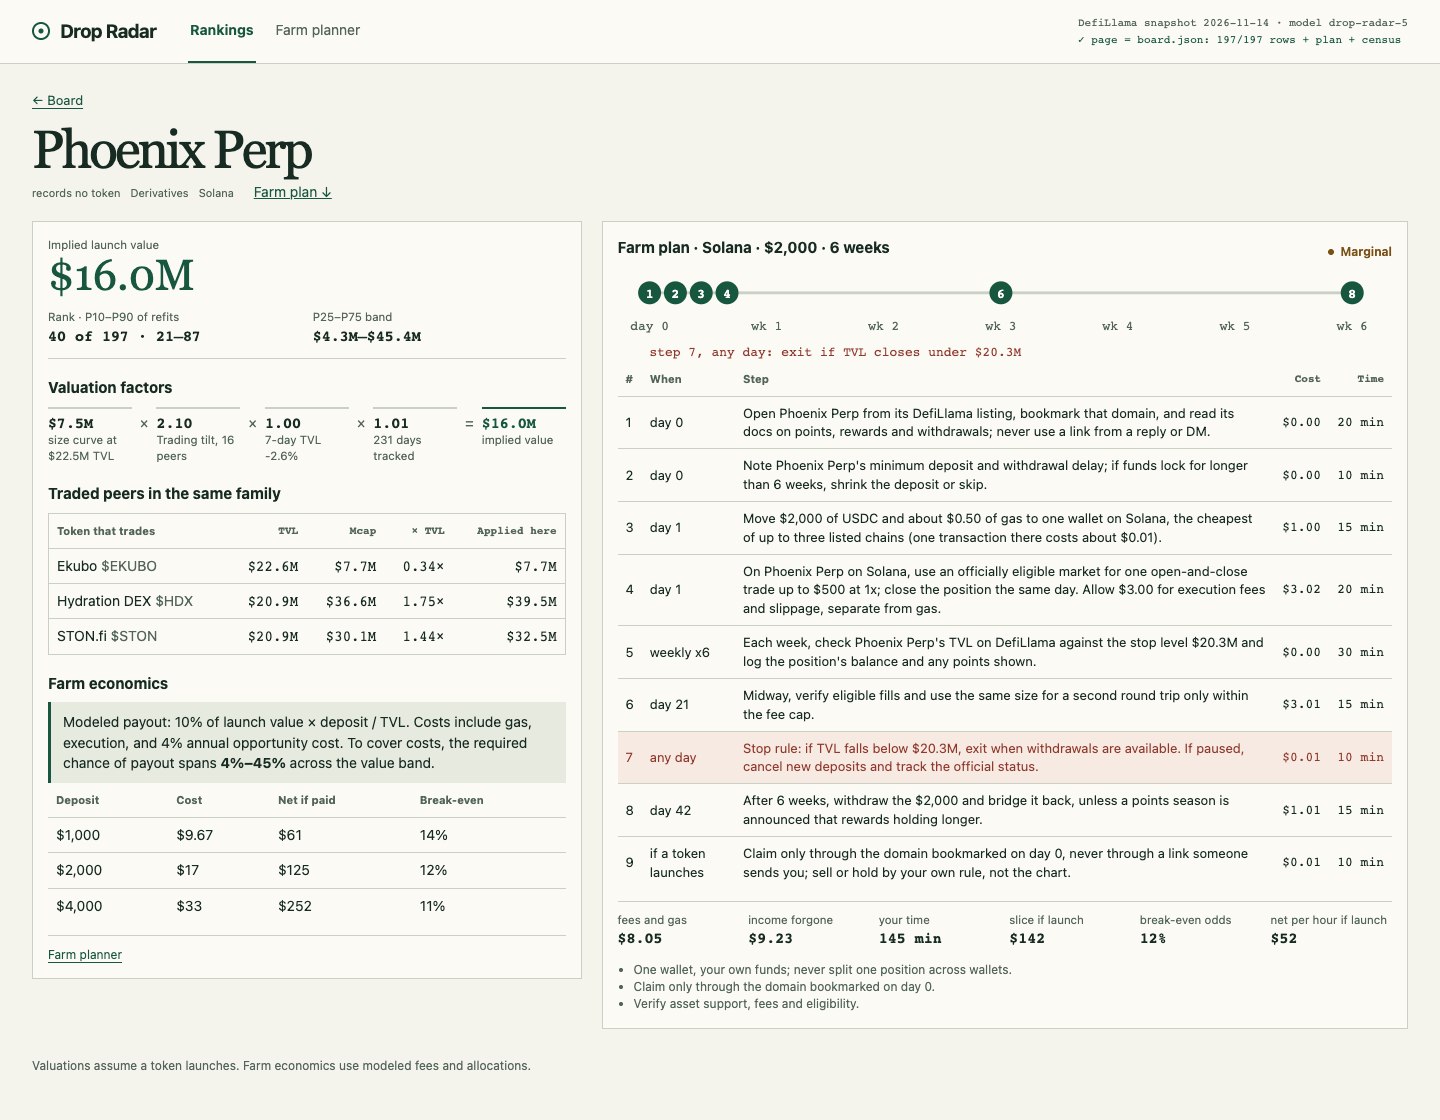 Drop Radar
Rankings
Farm planner
DefiLlama snapshot 2026-11-14 · model drop-radar-5
✓ page = board.json: 197/197 rows + plan + census
← Board
Phoenix Perp
records no token Derivatives Solana Farm plan ↓
Implied launch value
$16.0M
Rank · P10–P90 of refits
40 of 197 · 21–87
P25–P75 band
$4.3M–$45.4M
Valuation factors
$7.5M × 2.10 × 1.00 × 1.01 = $16.0M
size curve at
$22.5M TVL
Trading tilt, 16
peers
7-day TVL
-2.6%
231 days
tracked
implied value
Traded peers in the same family
Token that trades TVL Mcap × TVL Applied here
Ekubo $EKUBO $22.6M $7.7M 0.34× $7.7M
Hydration DEX $HDX $20.9M $36.6M 1.75× $39.5M
STON.fi $STON $20.9M $30.1M 1.44× $32.5M
Farm economics
Modeled payout: 10% of launch value × deposit / TVL. Costs include gas,
execution, and 4% annual opportunity cost. To cover costs, the required
chance of payout spans 4%–45% across the value band.
Deposit Cost Net if paid Break-even
$1,000 $9.67 $61 14%
$2,000 $17 $125 12%
$4,000 $33 $252 11%
Farm planner
Farm plan · Solana · $2,000 · 6 weeks
Marginal
1 2 3 4 6 8
day 0 wk 1 wk 2 wk 3 wk 4 wk 5 wk 6
step 7, any day: exit if TVL closes under $20.3M
# When Step Cost Time
1 day 0 Open Phoenix Perp from its DefiLlama listing, bookmark that domain, and read its $0.00 20 min
docs on points, rewards and withdrawals; never use a link from a reply or DM.
2 day 0 Note Phoenix Perp's minimum deposit and withdrawal delay; if funds lock for longer $0.00 10 min
than 6 weeks, shrink the deposit or skip.
3 day 1 Move $2,000 of USDC and about $0.50 of gas to one wallet on Solana, the cheapest $1.00 15 min
of up to three listed chains (one transaction there costs about $0.01).
4 day 1 On Phoenix Perp on Solana, use an officially eligible market for one open-and-close $3.02 20 min
trade up to $500 at 1x; close the position the same day. Allow $3.00 for execution fees
and slippage, separate from gas.
5 weekly x6 Each week, check Phoenix Perp's TVL on DefiLlama against the stop level $20.3M and $0.00 30 min
log the position's balance and any points shown.
6 day 21 Midway, verify eligible fills and use the same size for a second round trip only within $3.01 15 min
the fee cap.
7 any day Stop rule: if TVL falls below $20.3M, exit when withdrawals are available. If paused, $0.01 10 min
cancel new deposits and track the official status.
8 day 42 After 6 weeks, withdraw the $2,000 and bridge it back, unless a points season is $1.01 15 min
announced that rewards holding longer.
9 if a token launches Claim only through the domain bookmarked on day 0, never through a link someone $0.01 10 min
sends you; sell or hold by your own rule, not the chart.
fees and gas income forgone your time slice if launch break-even odds net per hour if launch
$8.05 $9.23 145 min $142 12% $52
• One wallet, your own funds; never split one position across wallets.
• Claim only through the domain bookmarked on day 0.
• Verify asset support, fees and eligibility.
Valuations assume a token launches. Farm economics use modeled fees and allocations.